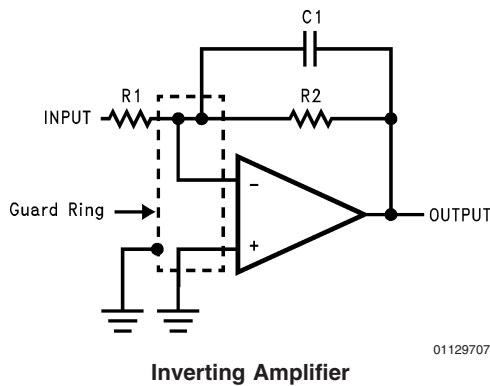 C1
R1
R2
INPUT
−
Guard Ring
OUTPUT
+
01129707
Inverting Amplifier